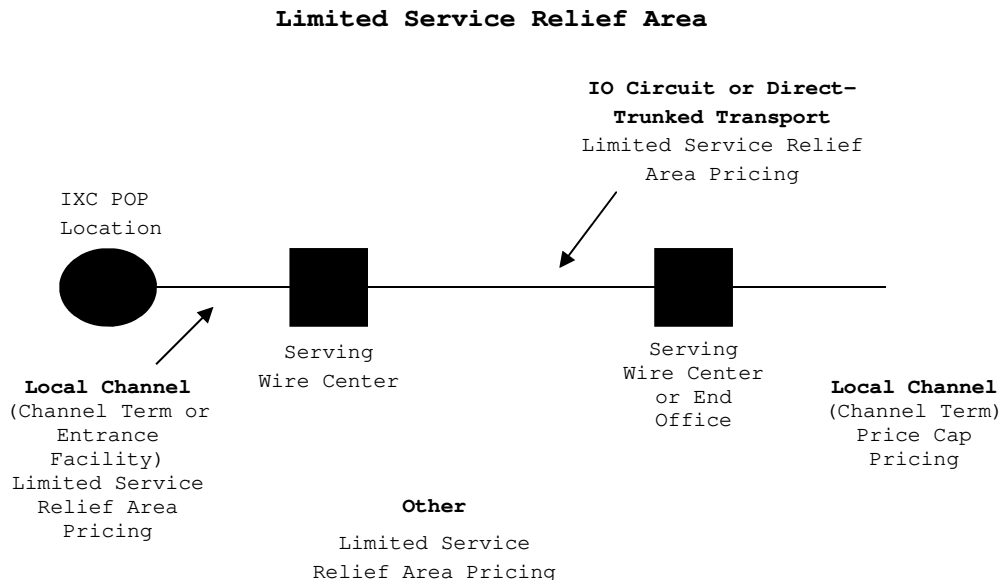 Limited Service Relief Area
IO Circuit or Direct-
Trunked Transport
Limited Service Relief
Area Pricing
IXC POP
Location
Serving
Wire Center
Serving
Wire Center
or End
Office
Local Channel
(Channel Term or
Entrance
Facility)
Limited Service
Relief Area
Pricing
Local Channel
(Channel Term)
Price Cap
Pricing
Other
Limited Service
Relief Area Pricing